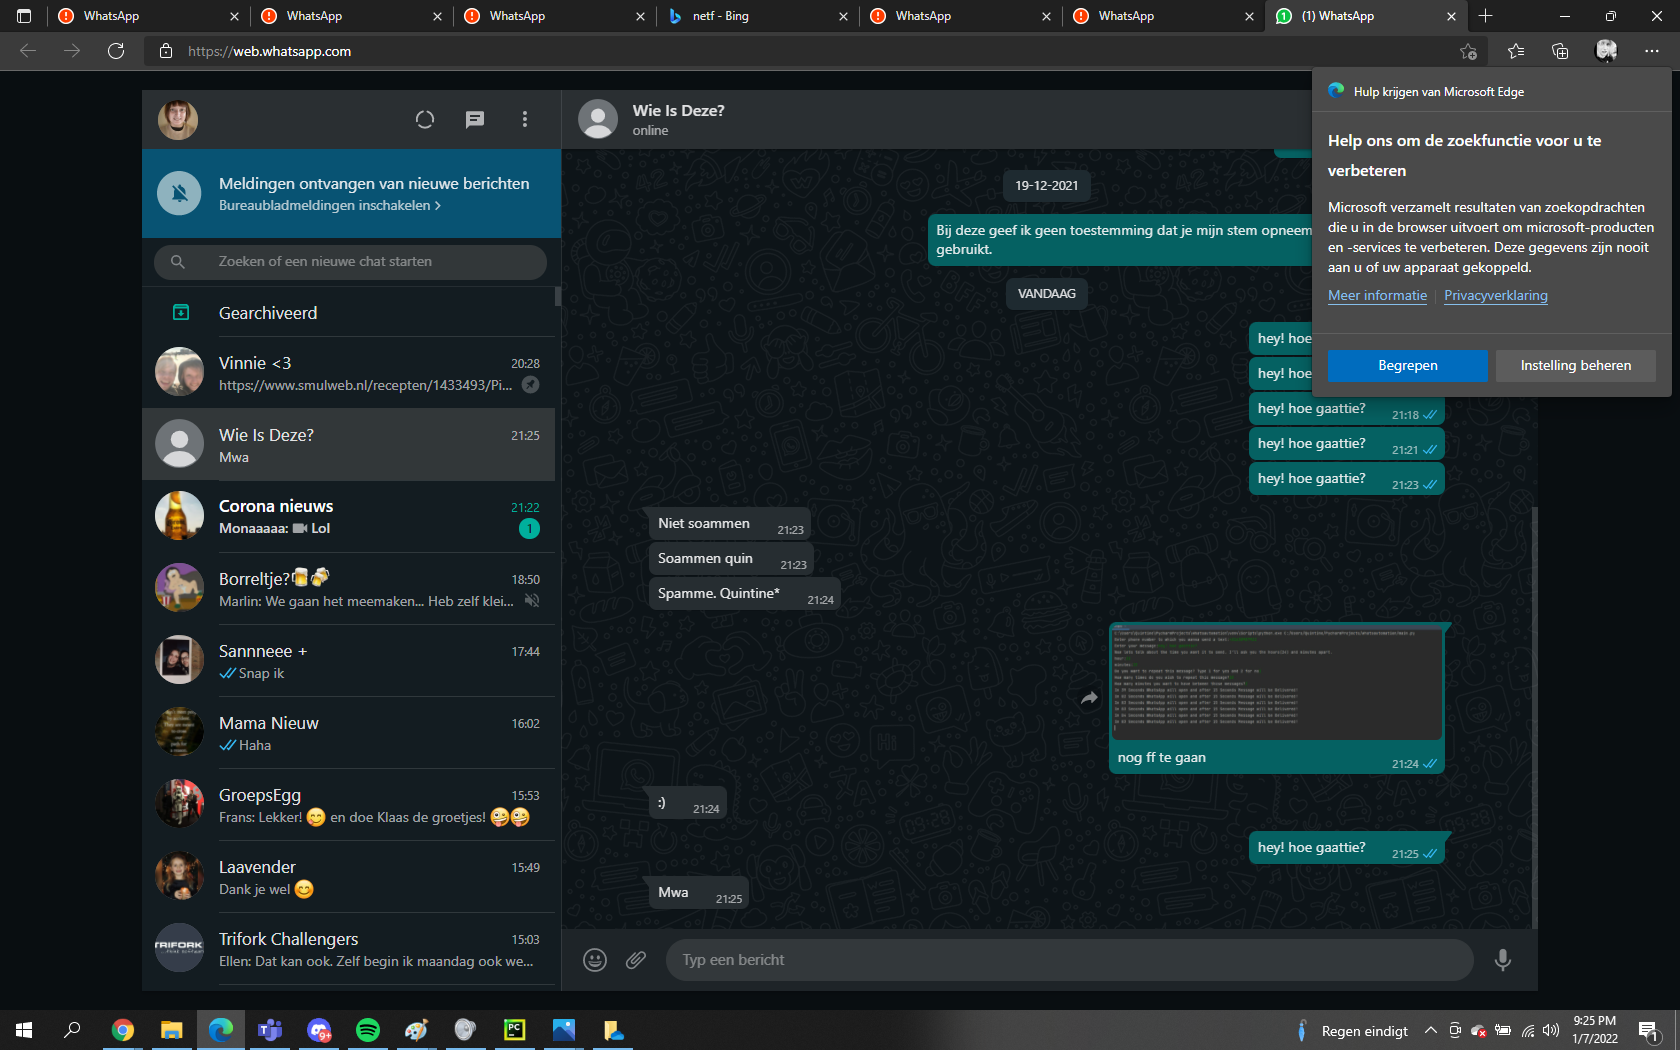 WhatsApp
WhatsApp
WhatsApp
netf - Bing
WhatsApp
WhatsApp
(1) WhatsApp
https://web.whatsapp.com
Meldingen ontvangen van nieuwe berichten
Bureaubladmeldingen inschakelen >
Zoeken of een nieuwe chat starten
Gearchiveerd
Vinnie <3 20:28
https://www.smulweb.nl/recepten/1433493/Pi...
Wie Is Deze? 21:25
Mwa
Corona nieuws 21:22
Monaaaaa: Lol 1
Borreltje?🍺🍻 18:50
Marlin: We gaan het meemaken... Heb zelf klei...
Sannneee + 17:44
Snap ik
Mama Nieuw 16:02
Haha
GroepsEgg 15:53
Frans: Lekker! 😋 en doe Klaas de groetjes! 🤪🤪
Laavender 15:49
Dank je wel 😊
Trifork Challengers 15:03
Ellen: Dat kan ook. Zelf begin ik maandag ook we...
TRIFORK
Wie Is Deze?
online
19-12-2021
Bij deze geef ik geen toestemming dat je mijn stem opneem
gebruikt.
VANDAAG
hey! hoe
hey! hoe
hey! hoe gaattie? 21:18
hey! hoe gaattie? 21:21
hey! hoe gaattie? 21:23
Niet soammen 21:23
Soammen quin 21:23
Spamme. Quintine* 21:24
nog ff te gaan 21:24
:) 21:24
hey! hoe gaattie? 21:25
Mwa 21:25
Typ een bericht
Hulp krijgen van Microsoft Edge
Help ons om de zoekfunctie voor u te
verbeteren
Microsoft verzamelt resultaten van zoekopdrachten
die u in de browser uitvoert om microsoft-producten
en -services te verbeteren. Deze gegevens zijn nooit
aan u of uw apparaat gekoppeld.
Meer informatie | Privacyverklaring
Begrepen Instelling beheren
9+
PC
Regen eindigt
9:25 PM
1/7/2022
1